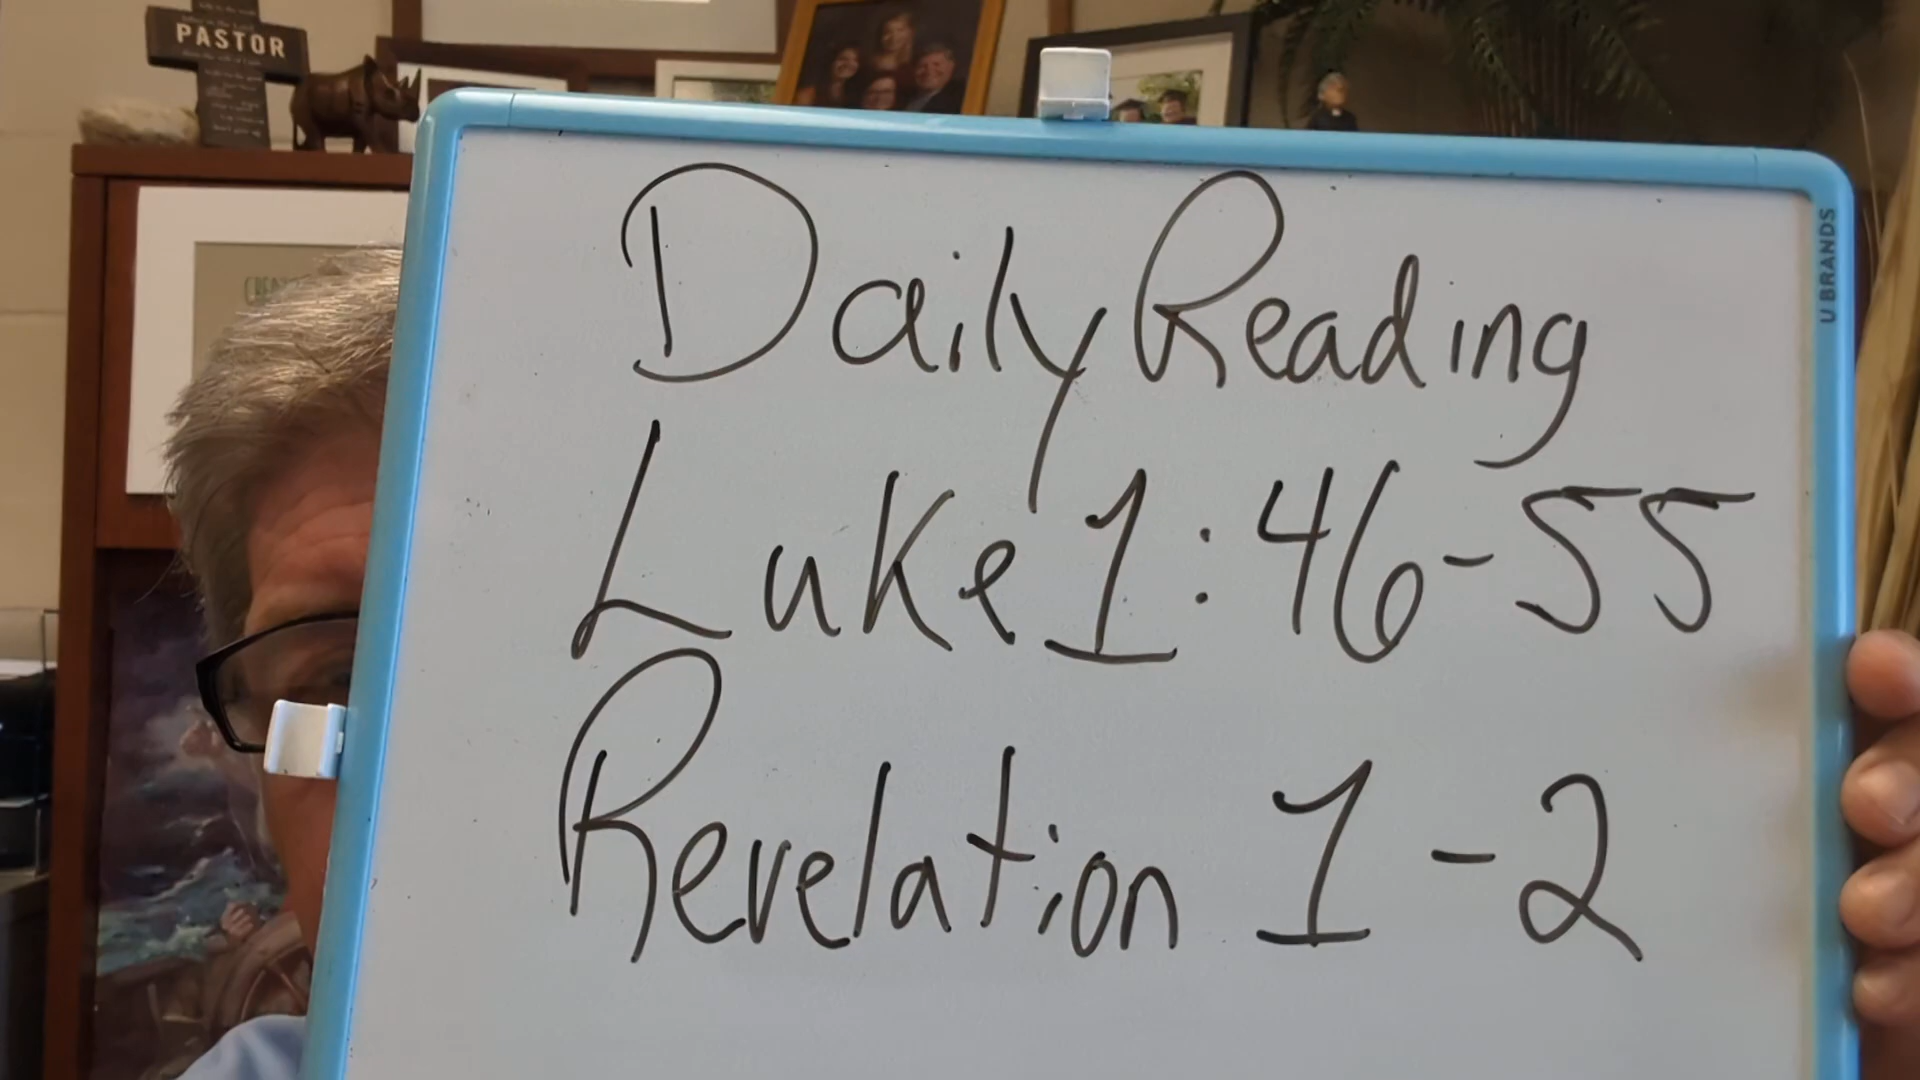 PASTOR
U BRANDS
Daily Reading
Luke 1:46-55
Revelation 1-2